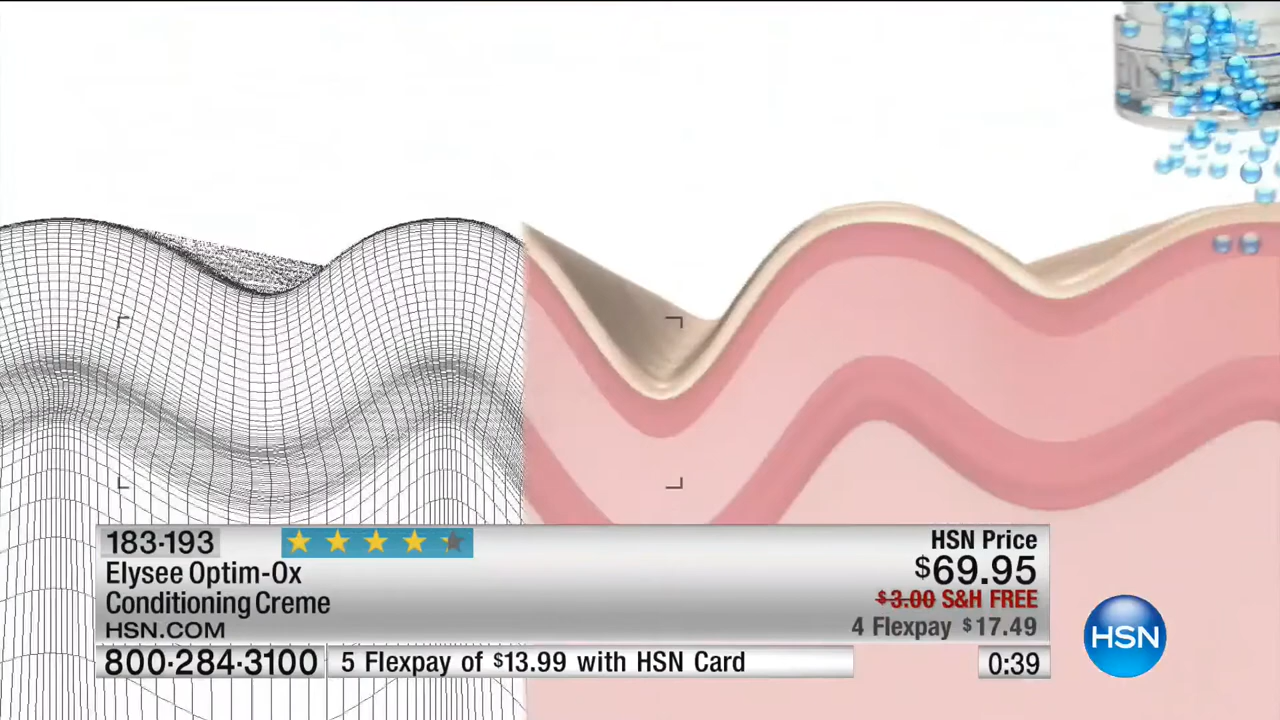 183-193
Elysee Optim-Ox
Conditioning Creme
HSN.COM
HSN Price
$69.95
$3.00 S&H FREE
4 Flexpay $17.49
800·284·3100
5 Flexpay of $13.99 with HSN Card
0:39
HSN